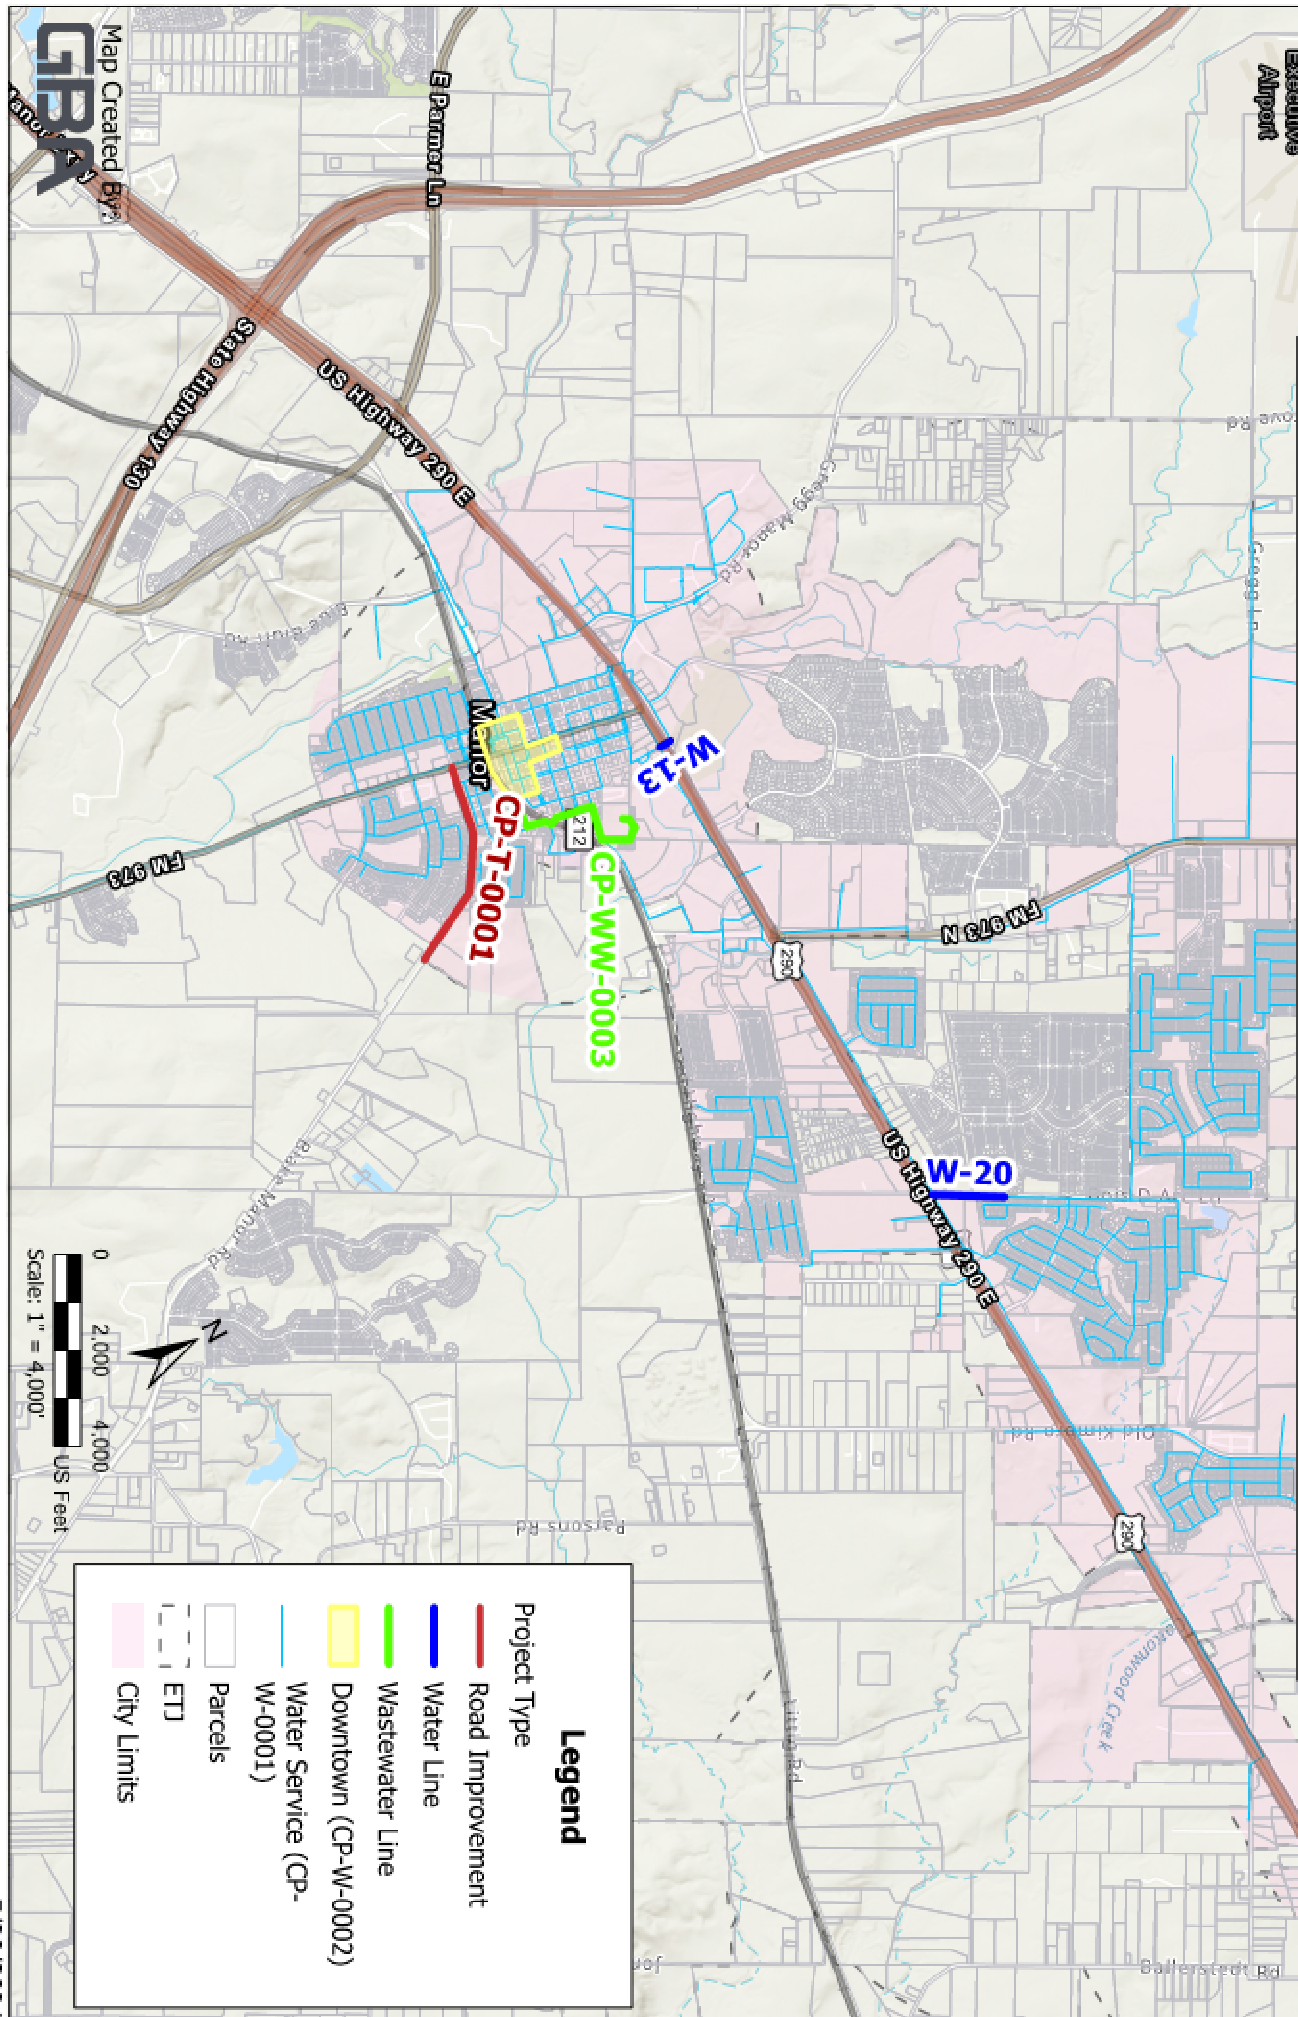 Executive
Airport
Map Created By:
GBA
E Parmer Ln
State Highway 130
US Highway 290 E
Gregg Manor Rd
Gregg Ln
Manor
W-13
CP-T-0001
212
CP-WW-0003
FM 973
FM 973 N
290
W-20
US Highway 290 E
Blake Manor Rd
Old Kimbro Rd
290
Parsons Rd
Littig Rd
Ballerstedt Rd
N
0 2,000 4,000
US Feet
Scale: 1" = 4,000'
Legend
Project Type
Road Improvement
Water Line
Wastewater Line
Downtown (CP-W-0002)
Water Service (CP-
W-0001)
Parcels
ETJ
City Limits